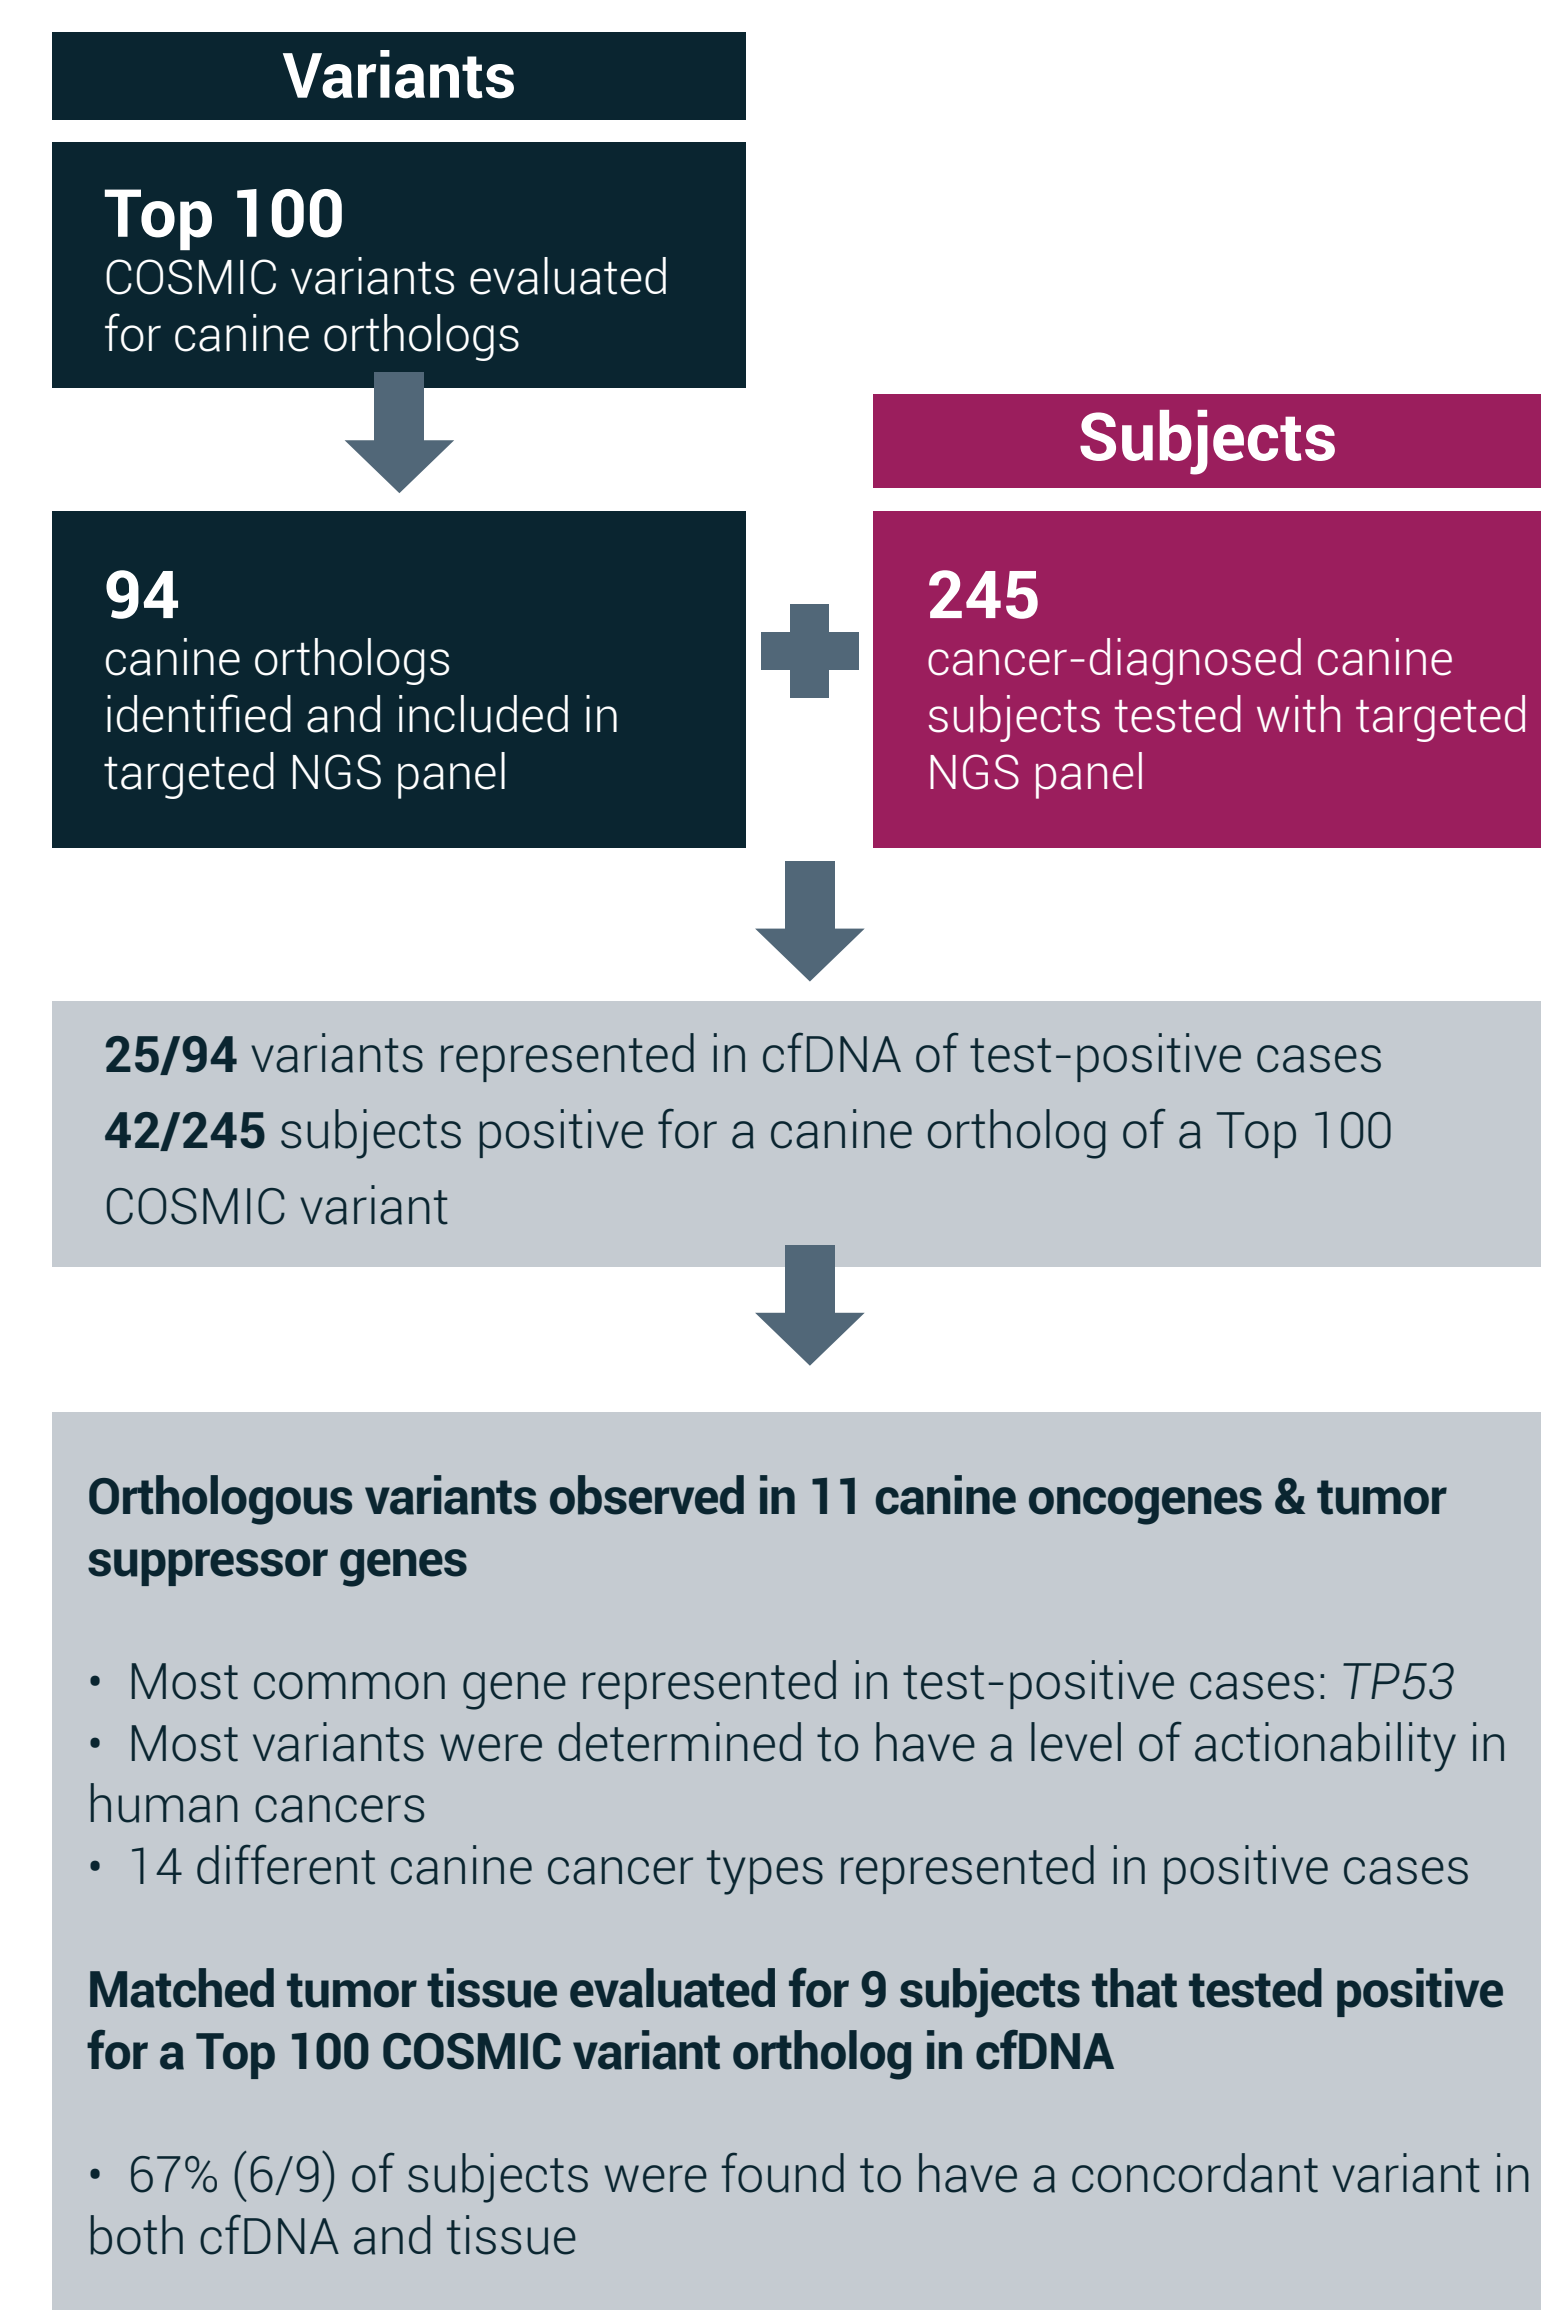 Variants
Top 100
COSMIC variants evaluated
for canine orthologs
Subjects
94
canine orthologs
identified and included in
targeted NGS panel
245
cancer-diagnosed canine
subjects tested with targeted
NGS panel
25/94 variants represented in cfDNA of test-positive cases
42/245 subjects positive for a canine ortholog of a Top 100
COSMIC variant
Orthologous variants observed in 11 canine oncogenes & tumor
suppressor genes
• Most common gene represented in test-positive cases: TP53
• Most variants were determined to have a level of actionability in
human cancers
• 14 different canine cancer types represented in positive cases
Matched tumor tissue evaluated for 9 subjects that tested positive
for a Top 100 COSMIC variant ortholog in cfDNA
• 67% (6/9) of subjects were found to have a concordant variant in
both cfDNA and tissue